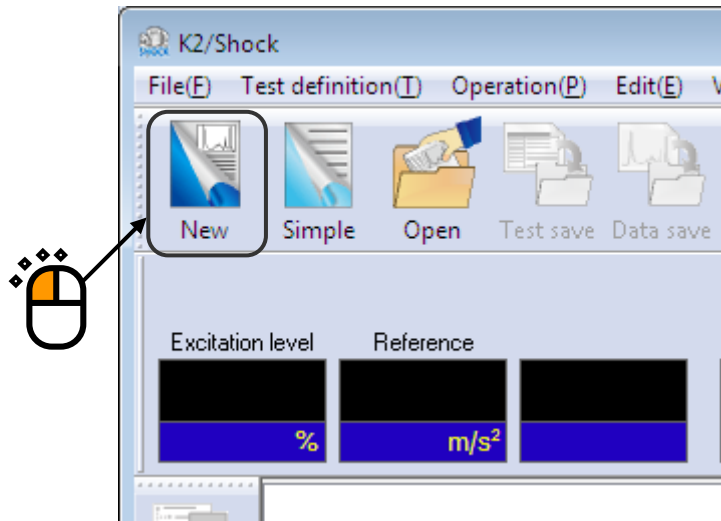 K2/Shock
File(F) Test definition(T) Operation(P) Edit(E) V
New Simple Open Test save Data save
Excitation level Reference
% m/s²